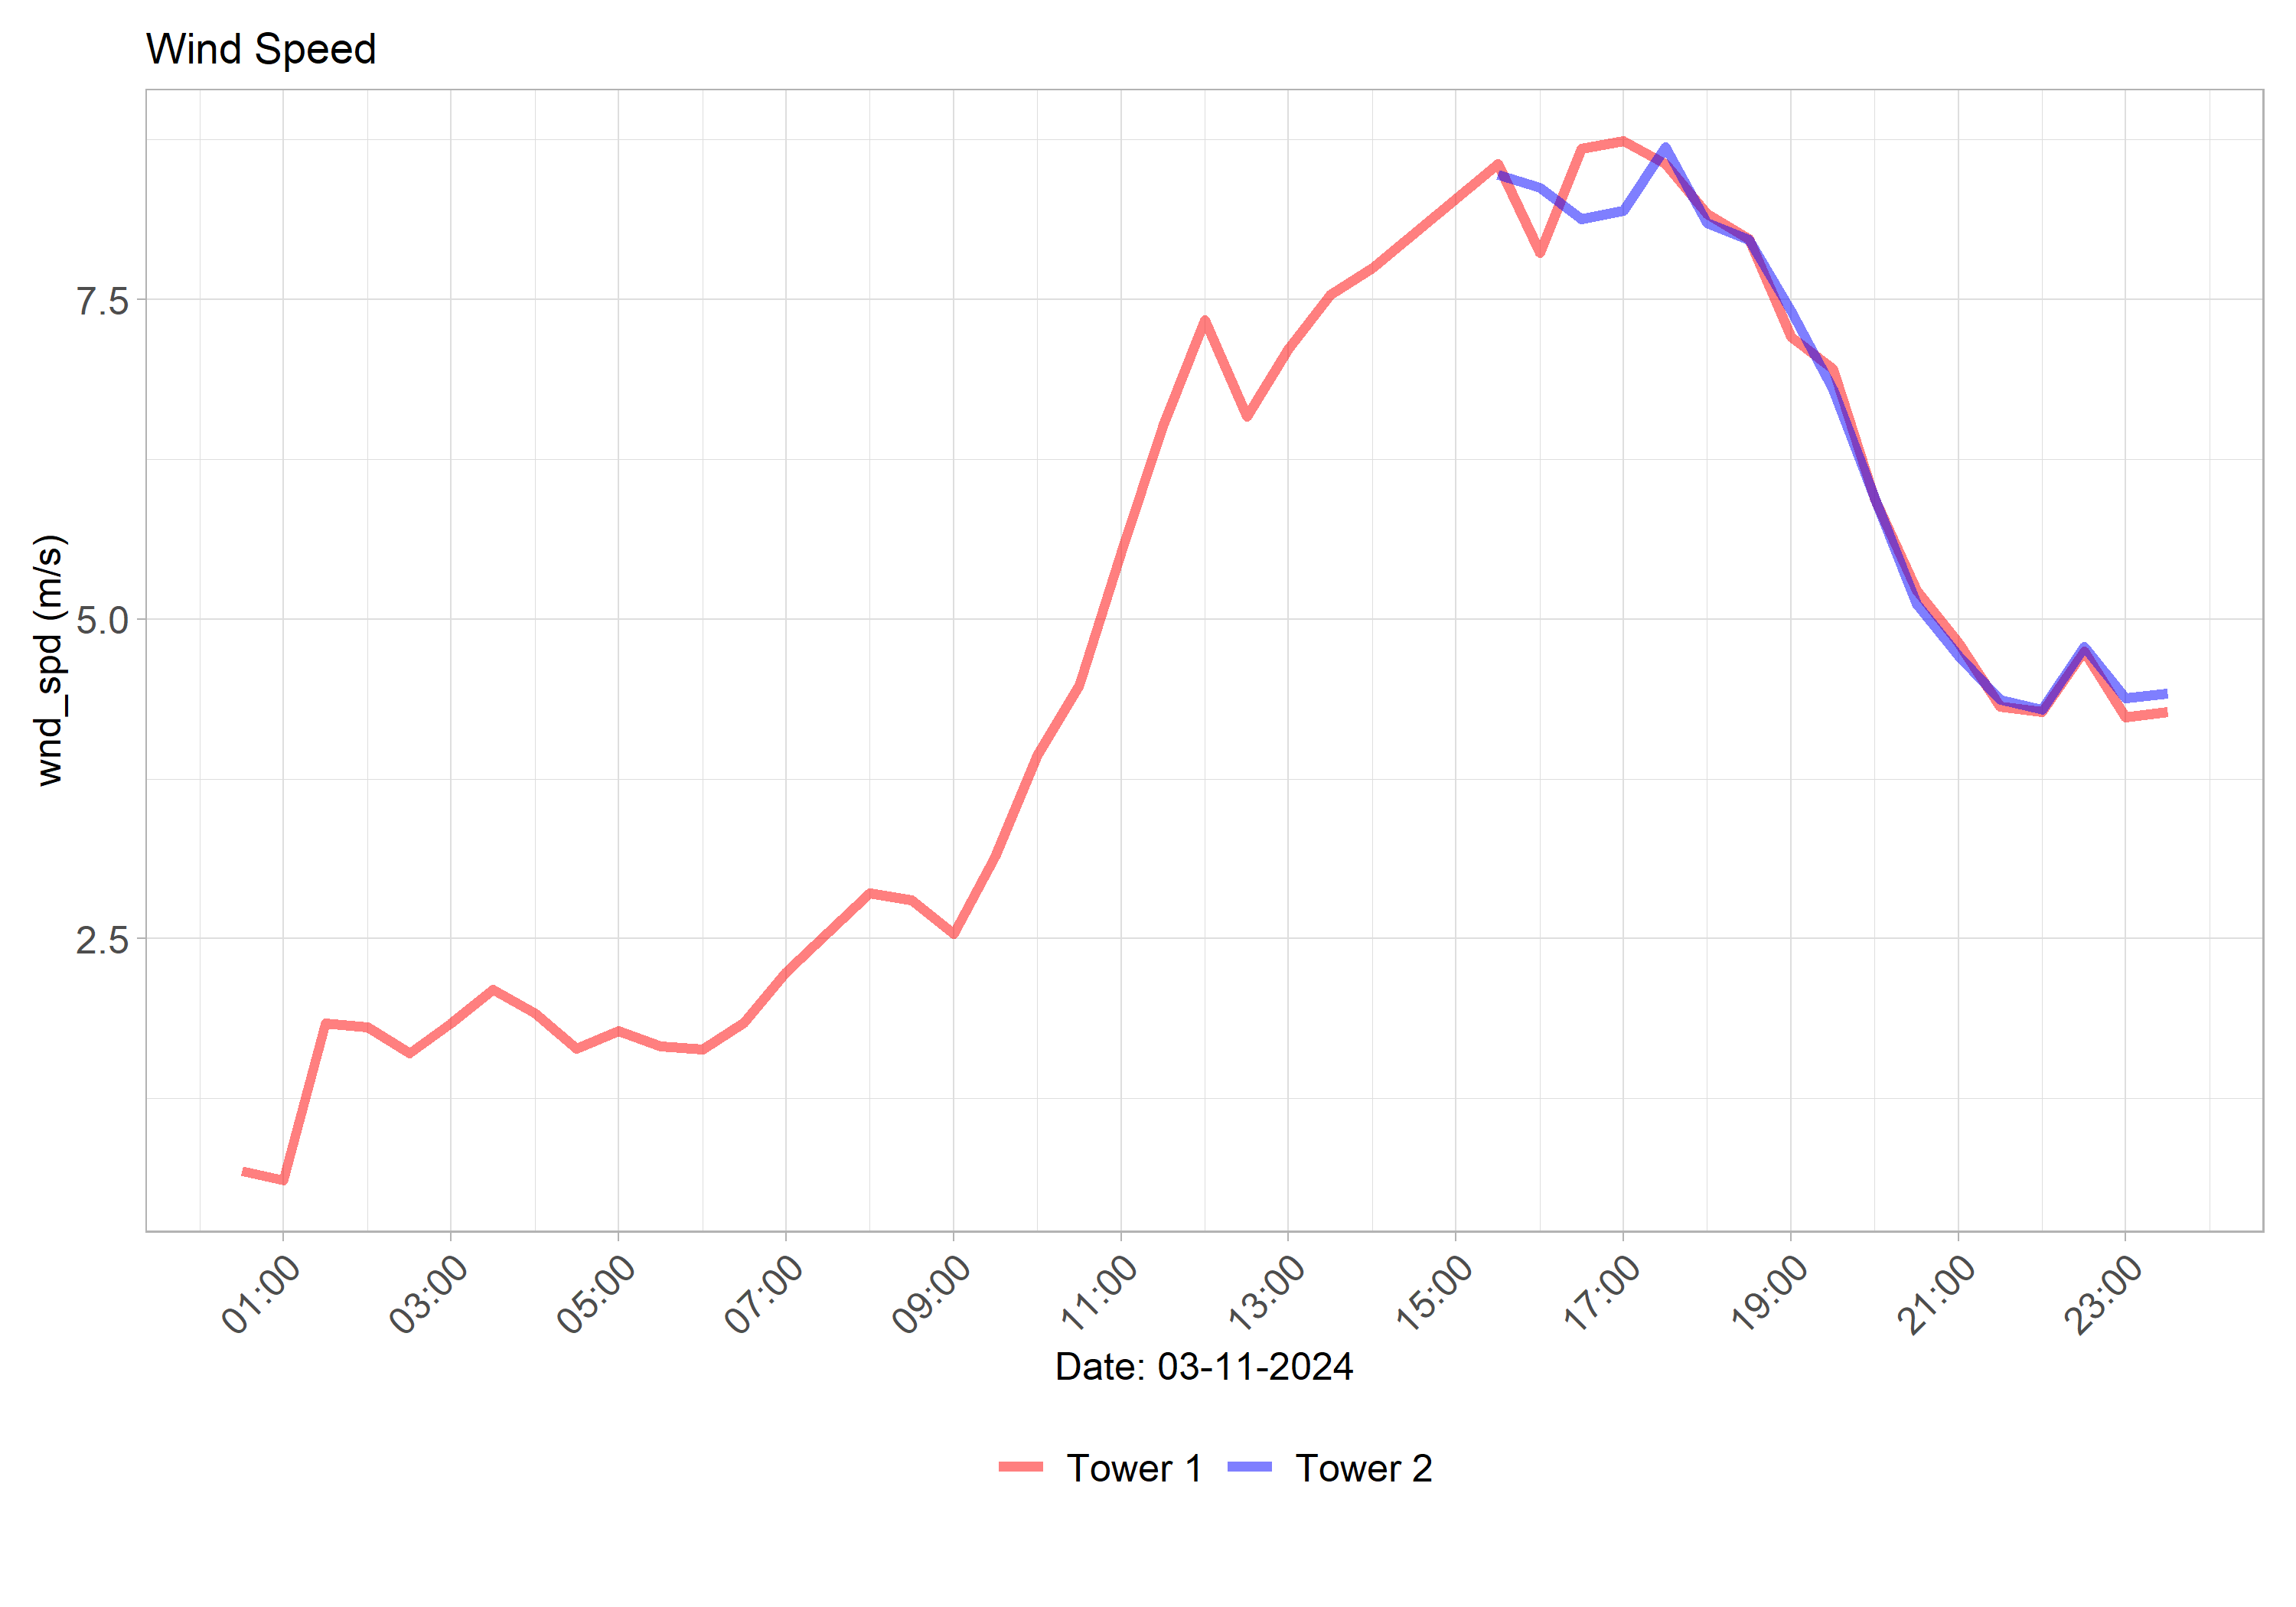 Wind Speed
wnd_spd (m/s)
7.5
5.0
2.5
01:00 03:00 05:00 07:00 09:00 11:00 13:00 15:00 17:00 19:00 21:00 23:00
Date: 03-11-2024
Tower 1 Tower 2